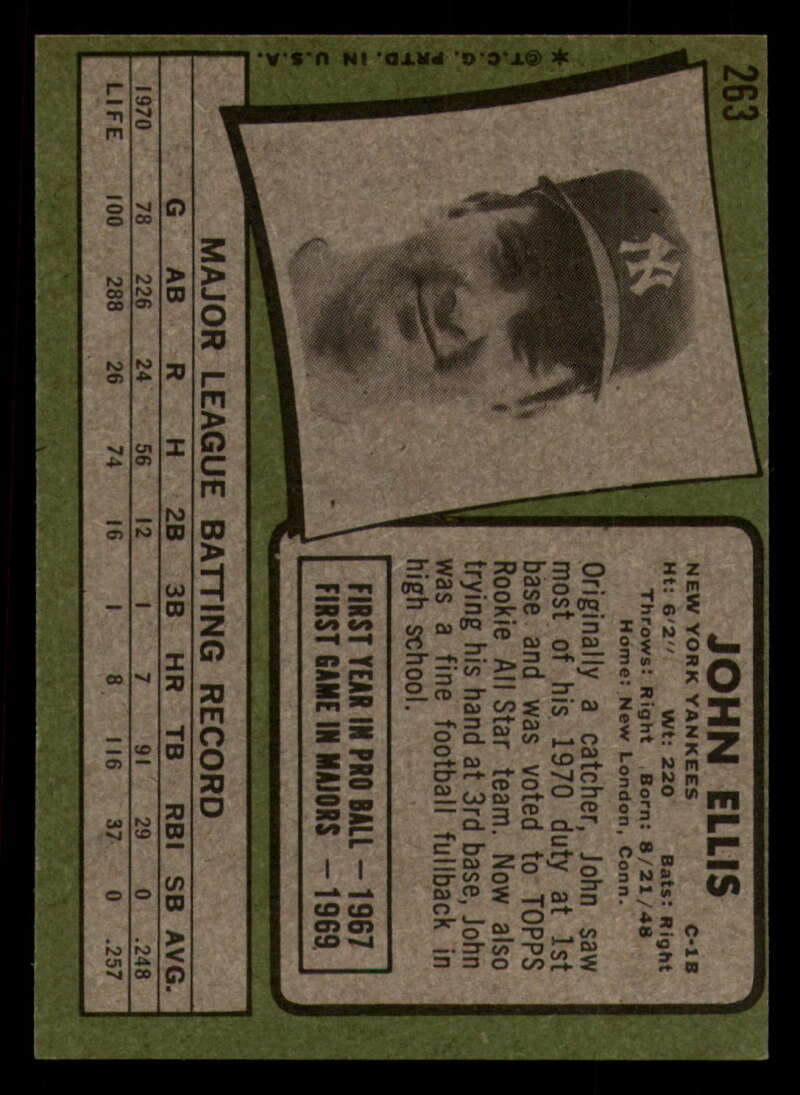 263
✶©T.C.G. PRTD. IN U.S.A.
NY
JOHN ELLIS
NEW YORK YANKEES C-1B
Ht: 6'2" Wt: 220 Bats: Right
Throws: Right Born: 8/21/48
Home: New London, Conn.
Originally a catcher, John saw
most of his 1970 duty at 1st
base and was voted to TOPPS
Rookie All Star team. Now also
trying his hand at 3rd base, John
was a fine football fullback in
high school.
FIRST YEAR IN PRO BALL — 1967
FIRST GAME IN MAJORS — 1969
MAJOR LEAGUE BATTING RECORD
G AB R H 2B 3B HR TB RBI SB AVG.
1970 78 226 24 56 12 1 7 91 29 0 .248
LIFE 100 288 26 74 16 1 8 116 37 0 .257